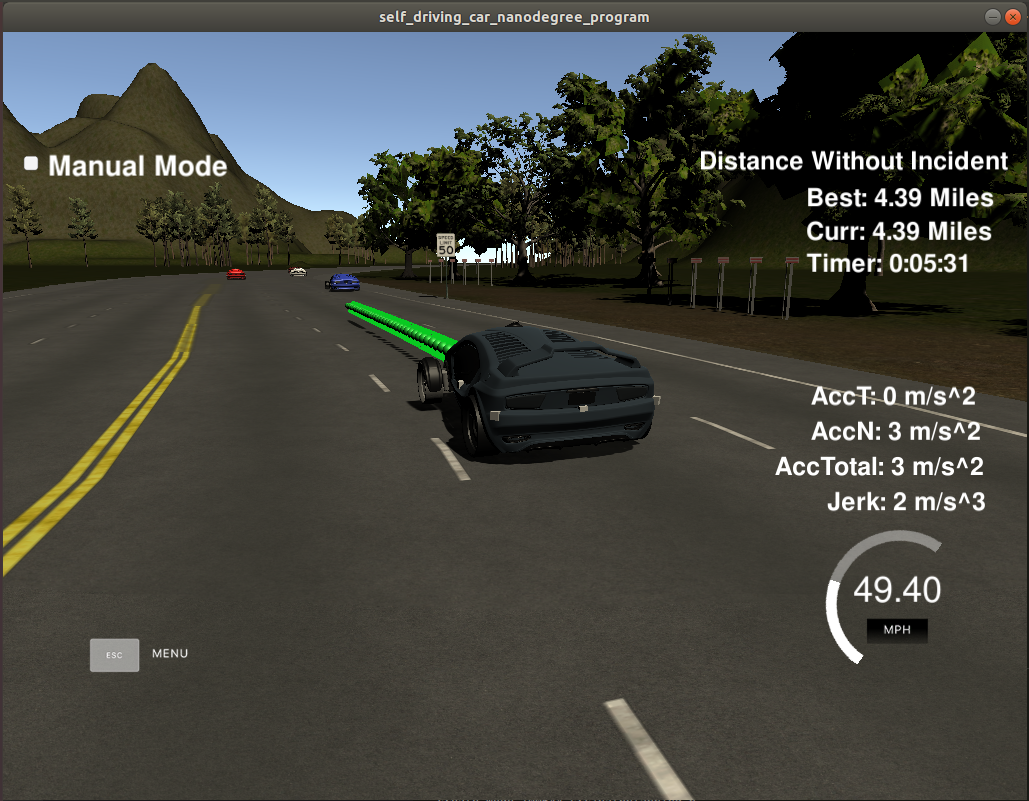 self_driving_car_nanodegree_program
Manual Mode
Distance Without Incident
Best: 4.39 Miles
Curr: 4.39 Miles
Timer: 0:05:31
SPEED
LIMIT
50
AccT: 0 m/s^2
AccN: 3 m/s^2
AccTotal: 3 m/s^2
Jerk: 2 m/s^3
49.40
MPH
ESC
MENU